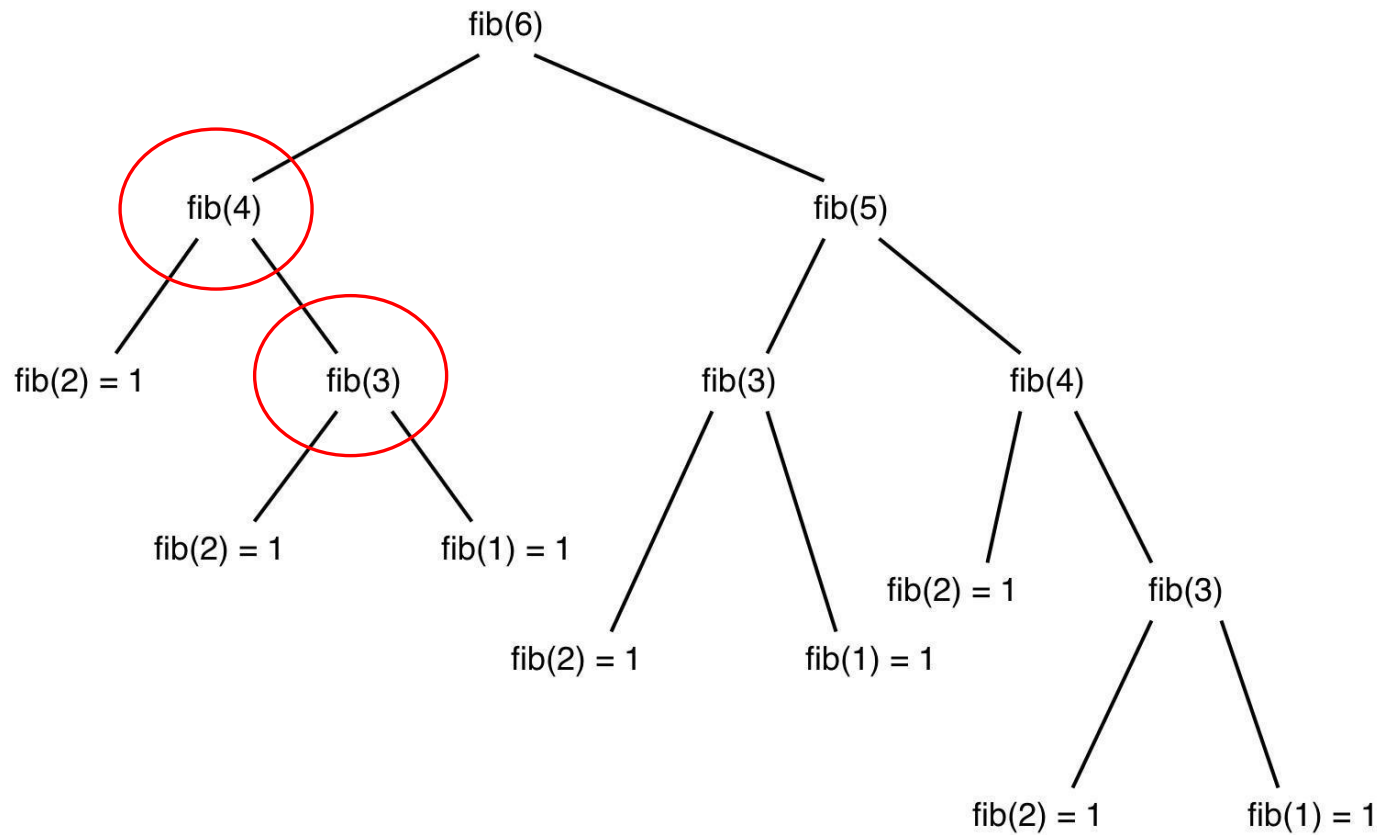 fib(6)
fib(4)
fib(5)
fib(2) = 1
fib(3)
fib(3)
fib(4)
fib(2) = 1
fib(1) = 1
fib(2) = 1
fib(3)
fib(2) = 1
fib(1) = 1
fib(2) = 1
fib(1) = 1